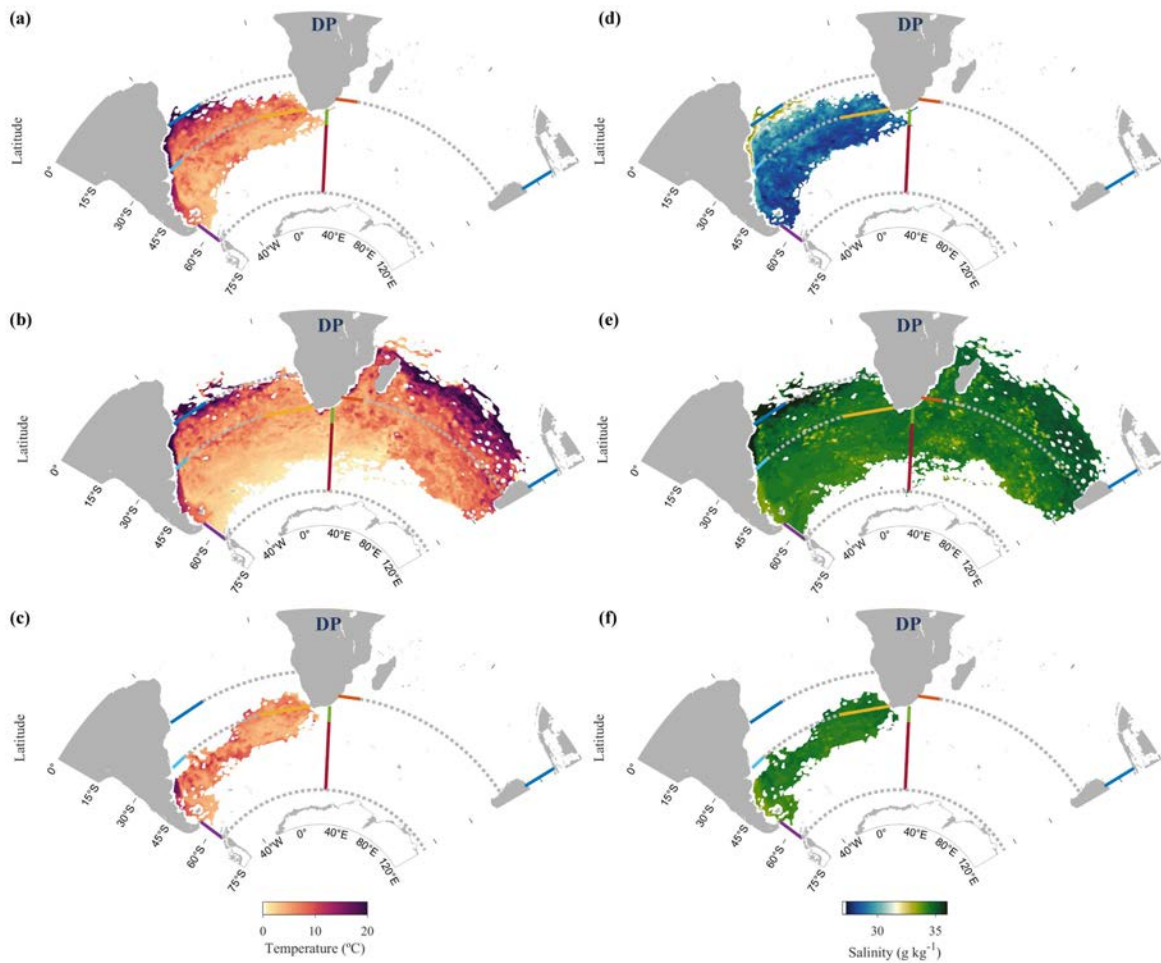 (a)
DP
Latitude
0°
15°S
30°S
45°S
60°S
75°S
40°W
0°
40°E
80°E
120°E
(d)
DP
Latitude
0°
15°S
30°S
45°S
60°S
75°S
40°W
0°
40°E
80°E
120°E
(b)
DP
Latitude
0°
15°S
30°S
45°S
60°S
75°S
40°W
0°
40°E
80°E
120°E
(e)
DP
Latitude
0°
15°S
30°S
45°S
60°S
75°S
40°W
0°
40°E
80°E
120°E
(c)
DP
Latitude
0°
15°S
30°S
45°S
60°S
75°S
40°W
0°
40°E
80°E
120°E
0 10 20
Temperature (ºC)
(f)
DP
Latitude
0°
15°S
30°S
45°S
60°S
75°S
40°W
0°
40°E
80°E
120°E
30 35
Salinity (g kg⁻¹)